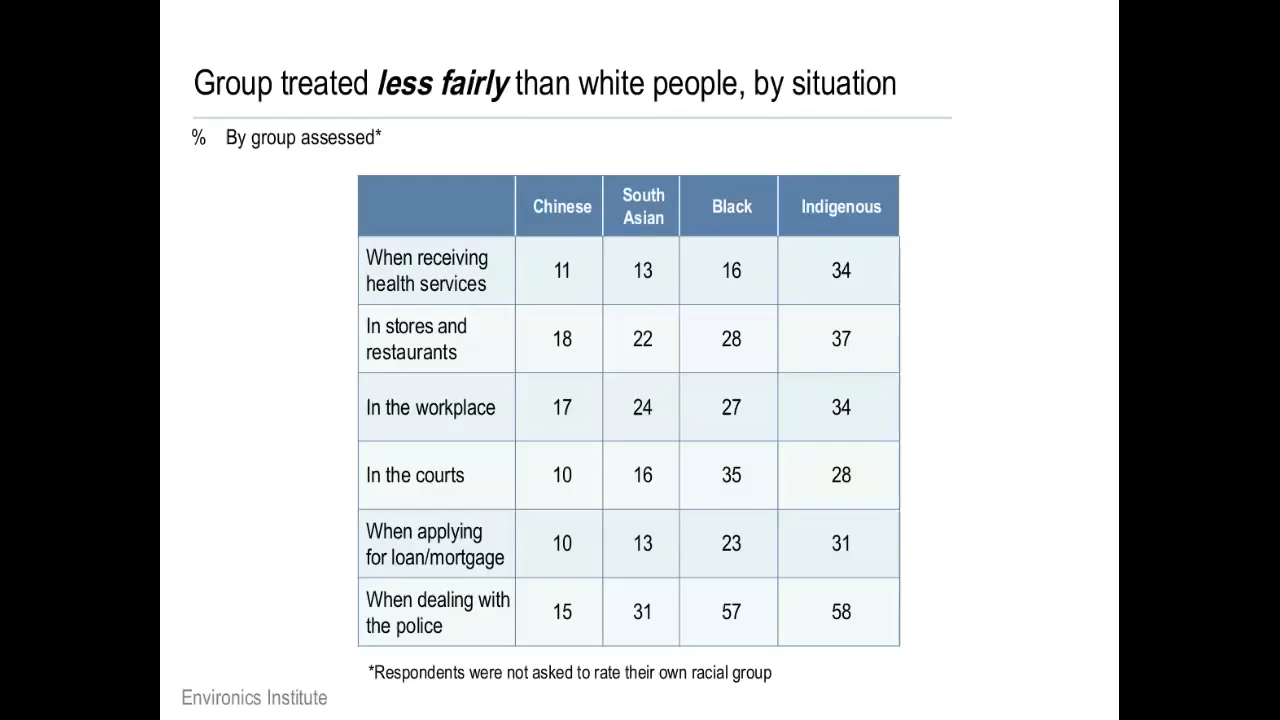 Group treated less fairly than white people, by situation
% By group assessed*
Chinese South Asian Black Indigenous
When receiving health services 11 13 16 34
In stores and restaurants 18 22 28 37
In the workplace 17 24 27 34
In the courts 10 16 35 28
When applying for loan/mortgage 10 13 23 31
When dealing with the police 15 31 57 58
*Respondents were not asked to rate their own racial group
Environics Institute